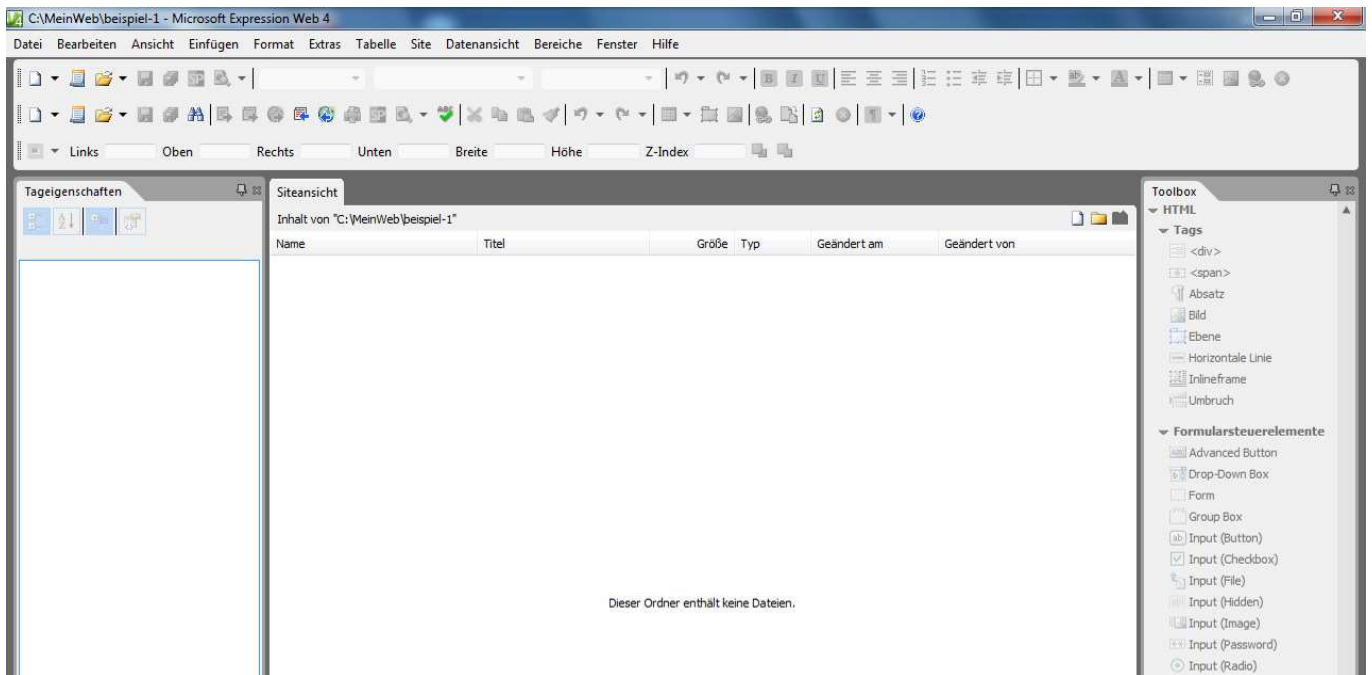 C:\MeinWeb\beispiel-1 - Microsoft Expression Web 4
Datei Bearbeiten Ansicht Einfügen Format Extras Tabelle Site Datenansicht Bereiche Fenster Hilfe
Links Oben Rechts Unten Breite Höhe Z-Index
Tageigenschaften
Siteansicht
Inhalt von "C:\MeinWeb\beispiel-1"
Name Titel Größe Typ Geändert am Geändert von
Dieser Ordner enthält keine Dateien.
Toolbox
HTML
Tags
<div>
<span>
Absatz
Bild
Ebene
Horizontale Linie
Inlineframe
Umbruch
Formularsteuerelemente
Advanced Button
Drop-Down Box
Form
Group Box
Input (Button)
Input (Checkbox)
Input (File)
Input (Hidden)
Input (Image)
Input (Password)
Input (Radio)